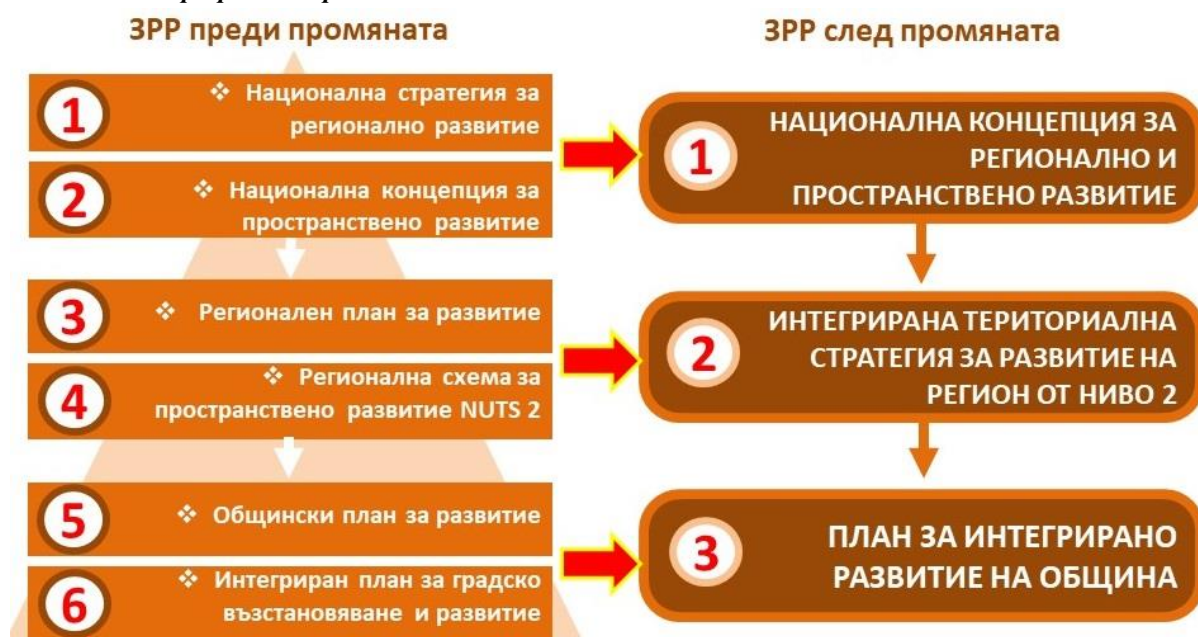 ЗРР преди промяната
1
❖ Национална стратегия за
регионално развитие
2
❖ Национална концепция за
пространствено развитие
3
❖ Регионален план за развитие
4
❖ Регионална схема за
пространствено развитие NUTS 2
5
❖ Общински план за развитие
6
❖ Интегриран план за градско
възстановяване и развитие
ЗРР след промяната
1
НАЦИОНАЛНА КОНЦЕПЦИЯ ЗА
РЕГИОНАЛНО И
ПРОСТРАНСТВЕНО РАЗВИТИЕ
2
ИНТЕГРИРАНА ТЕРИТОРИАЛНА
СТРАТЕГИЯ ЗА РАЗВИТИЕ НА
РЕГИОН ОТ НИВО 2
3
ПЛАН ЗА ИНТЕГРИРАНО
РАЗВИТИЕ НА ОБЩИНА